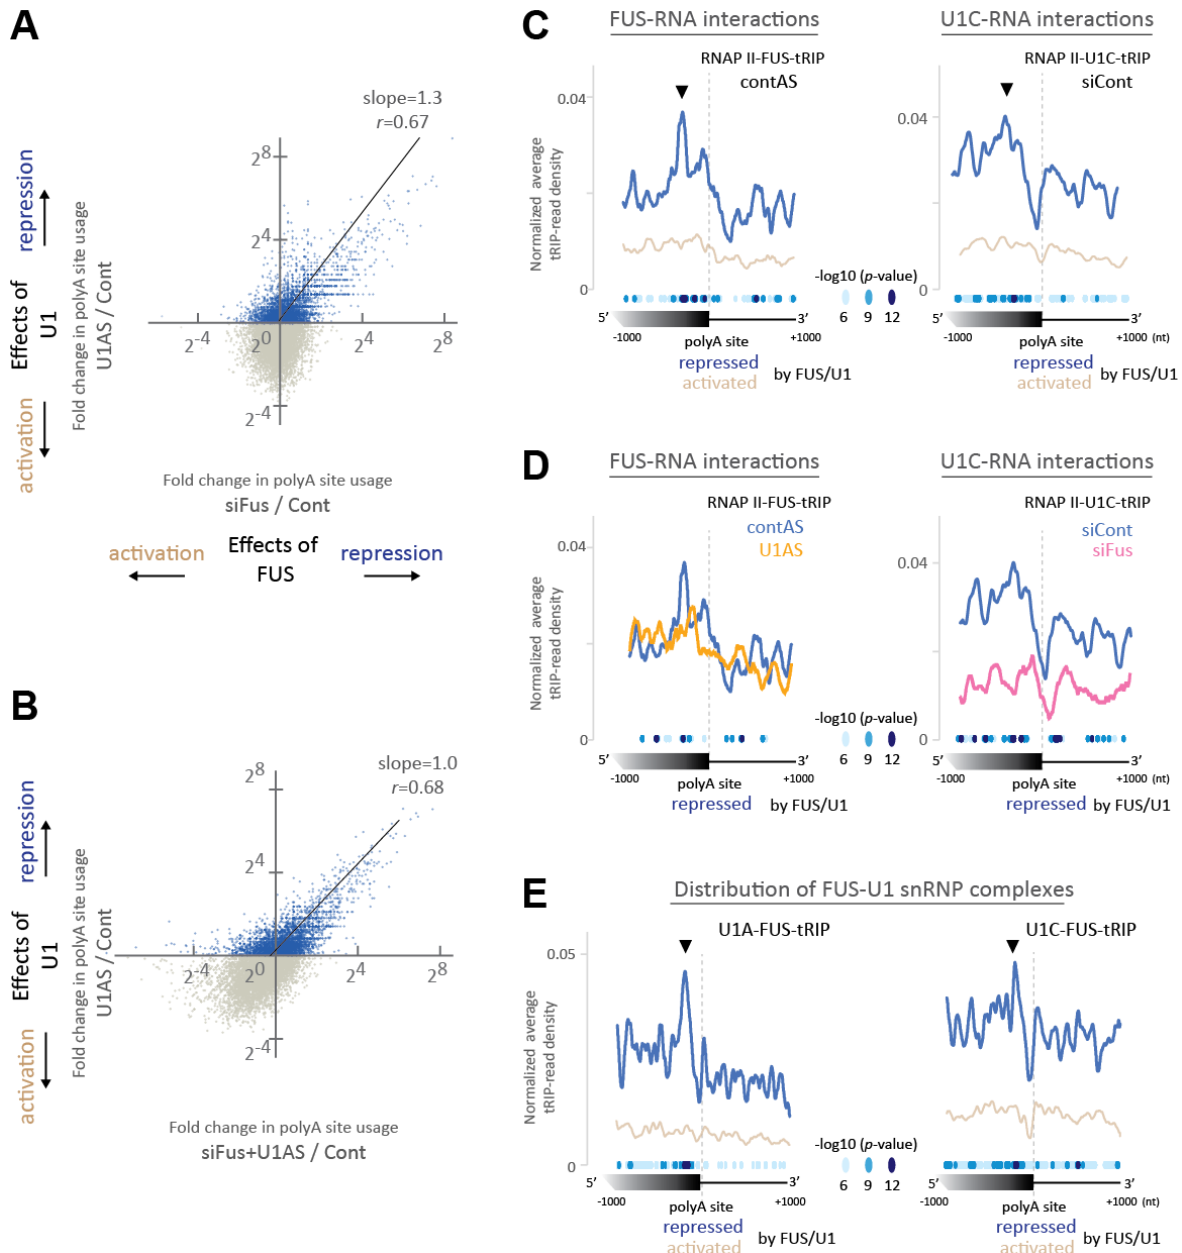 A
slope=1.3
r=0.67
2^8
2^4
2^-4
2^0
2^4
2^8
2^-4
repression
Effects of
U1
activation
Fold change in polyA site usage
U1AS / Cont
Fold change in polyA site usage
siFus / Cont
activation
Effects of
FUS
repression
B
slope=1.0
r=0.68
2^8
2^4
2^-4
2^0
2^4
2^8
2^-4
repression
Effects of
U1
activation
Fold change in polyA site usage
U1AS / Cont
Fold change in polyA site usage
siFus+U1AS / Cont
C
FUS-RNA interactions
RNAP II-FUS-tRIP
contAS
0.04
0
Normalized average
tRIP-read density
-log10 (p-value)
6 9 12
5' 3'
-1000 polyA site +1000
repressed
activated
by FUS/U1
U1C-RNA interactions
RNAP II-U1C-tRIP
siCont
0.04
0
5' 3'
-1000 polyA site +1000 (nt)
repressed
activated
by FUS/U1
D
FUS-RNA interactions
RNAP II-FUS-tRIP
contAS
U1AS
0.04
0
Normalized average
tRIP-read density
-log10 (p-value)
6 9 12
5' 3'
-1000 polyA site +1000
repressed by FUS/U1
U1C-RNA interactions
RNAP II-U1C-tRIP
siCont
siFus
0.04
0
5' 3'
-1000 polyA site +1000 (nt)
repressed by FUS/U1
E
Distribution of FUS-U1 snRNP complexes
U1A-FUS-tRIP
0.05
0
Normalized average
tRIP-read density
-log10 (p-value)
6 9 12
5' 3'
-1000 polyA site +1000
repressed
activated
by FUS/U1
U1C-FUS-tRIP
5' 3'
-1000 polyA site +1000 (nt)
repressed
activated
by FUS/U1